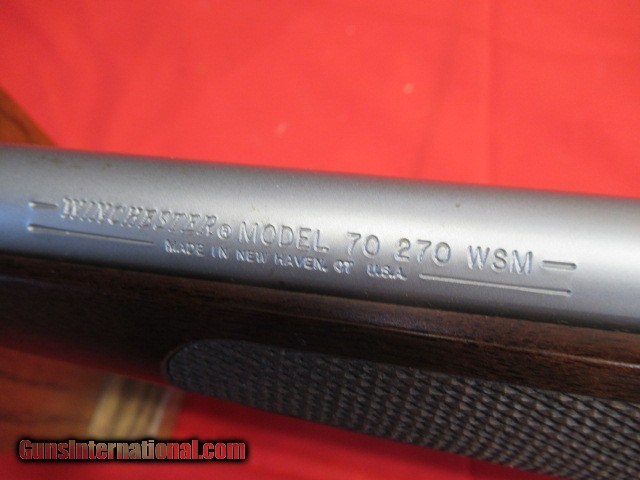 WINCHESTER® MODEL 70 270 WSM
MADE IN NEW HAVEN, CT U.S.A.
GunsInternational.com